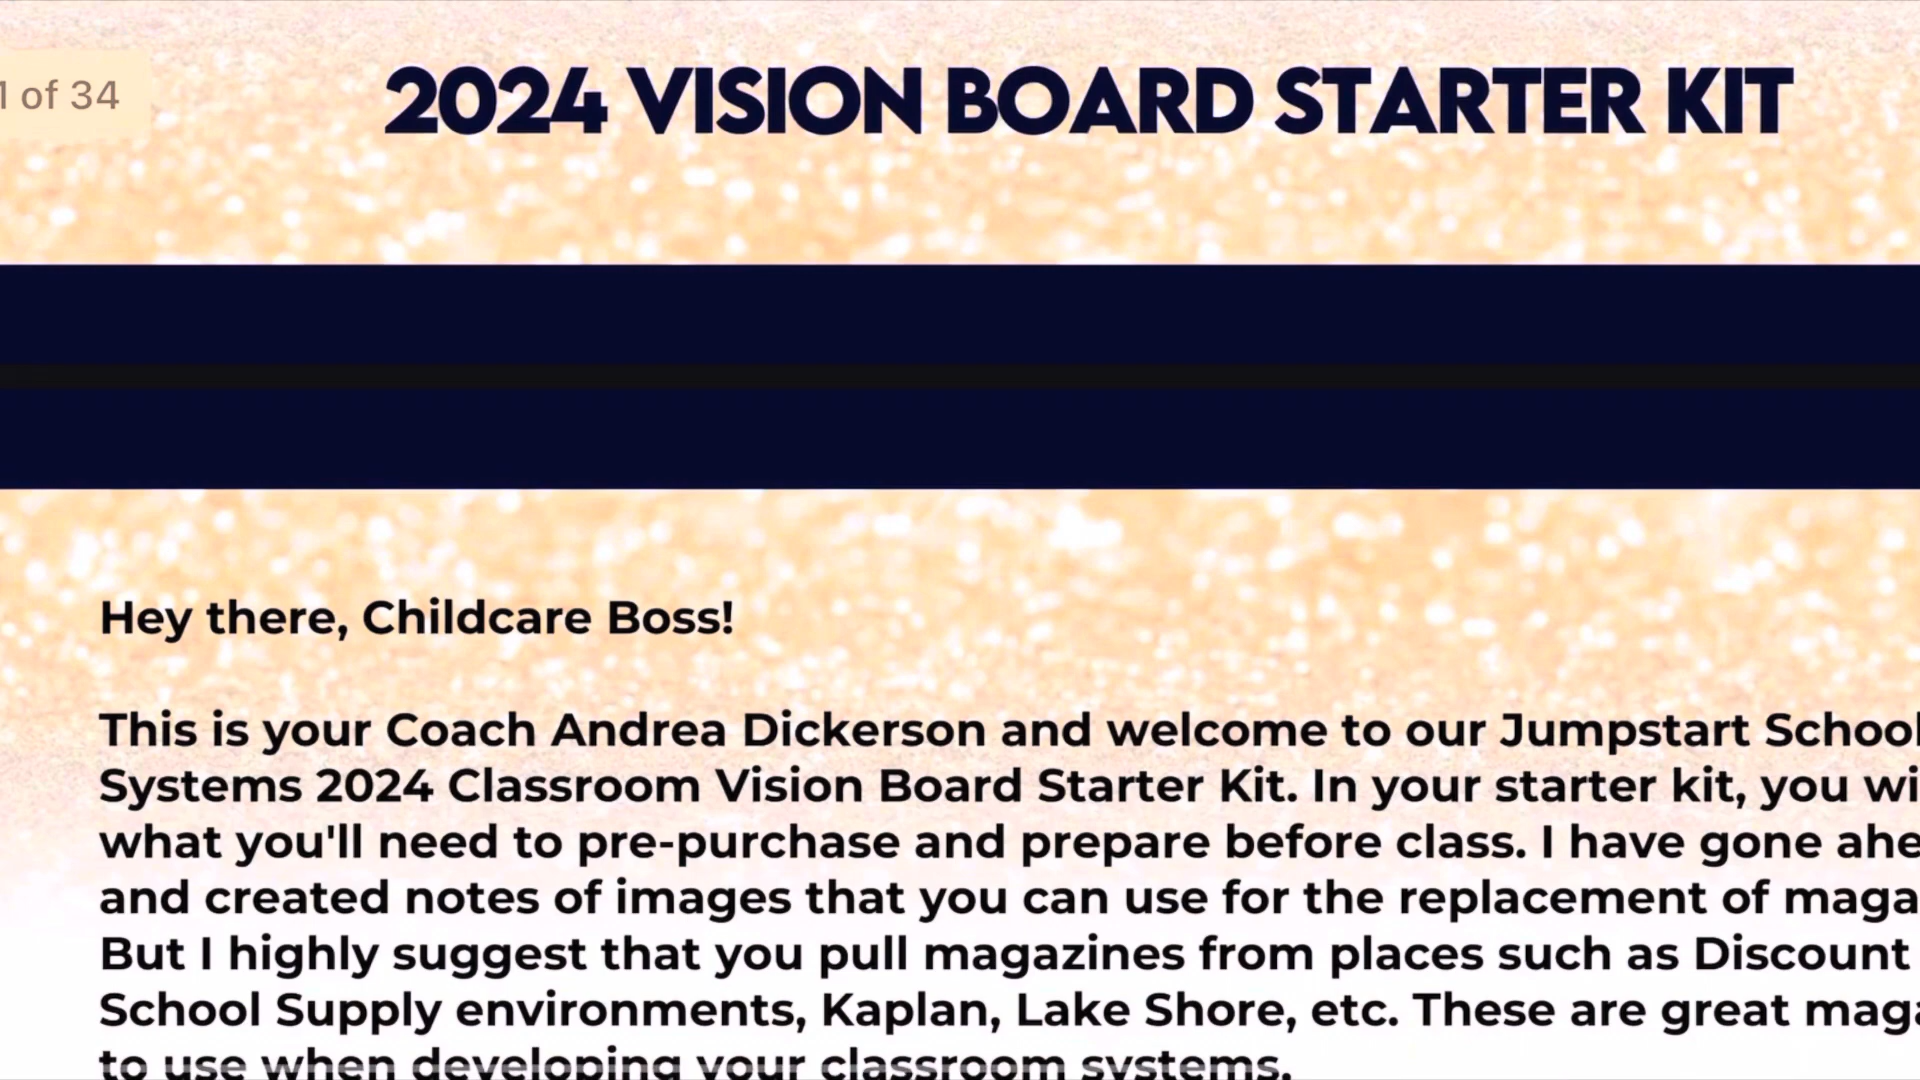 1 of 34
2024 VISION BOARD STARTER KIT
Hey there, Childcare Boss!
This is your Coach Andrea Dickerson and welcome to our Jumpstart School
Systems 2024 Classroom Vision Board Starter Kit. In your starter kit, you
what you'll need to pre-purchase and prepare before class. I have gone
and created notes of images that you can use for the replacement of
But I highly suggest that you pull magazines from places such as Discount
School Supply environments, Kaplan, Lake Shore, etc. These are great
to use when developing your classroom systems.